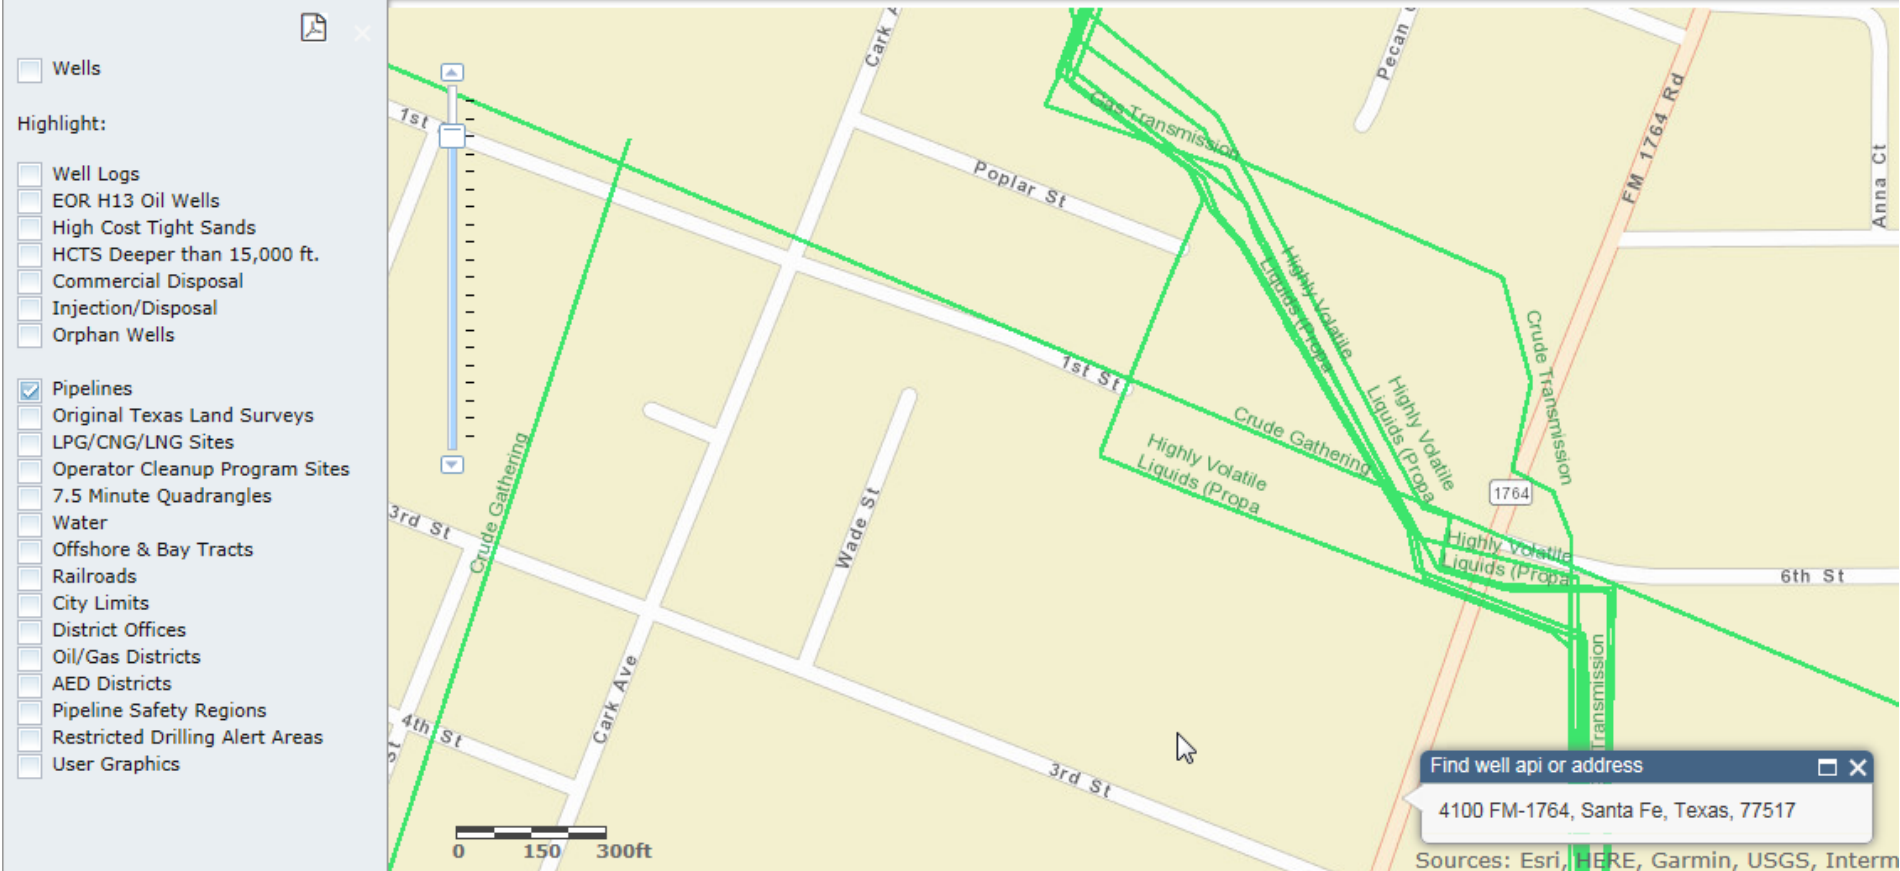 Wells
Highlight:
Well Logs
EOR H13 Oil Wells
High Cost Tight Sands
HCTS Deeper than 15,000 ft.
Commercial Disposal
Injection/Disposal
Orphan Wells
Pipelines
Original Texas Land Surveys
LPG/CNG/LNG Sites
Operator Cleanup Program Sites
7.5 Minute Quadrangles
Water
Offshore & Bay Tracts
Railroads
City Limits
District Offices
Oil/Gas Districts
AED Districts
Pipeline Safety Regions
Restricted Drilling Alert Areas
User Graphics
Cark A
Pecan
FM 1764 Rd
Anna Ct
1st
Gas Transmission
Poplar St
Highly Volatile
Liquids (Propa
Crude Transmission
1st St
Highly Volatile
Liquids (Propa
Crude Gathering
Highly Volatile
Liquids (Propa
Crude Gathering
1764
3rd St
Wade St
Highly Volatile
Liquids (Propa
6th St
Cark Ave
4th St
St
Transmission
3rd St
Find well api or address
4100 FM-1764, Santa Fe, Texas, 77517
0 150 300ft
Sources: Esri, HERE, Garmin, USGS, Interm